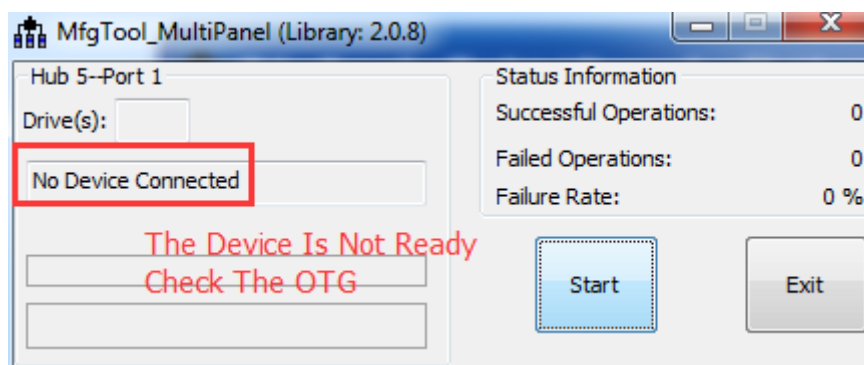 MfgTool_MultiPanel (Library: 2.0.8)
Hub 5--Port 1
Drive(s):
No Device Connected
The Device Is Not Ready
Check The OTG
Status Information
Successful Operations: 0
Failed Operations: 0
Failure Rate: 0 %
Start
Exit